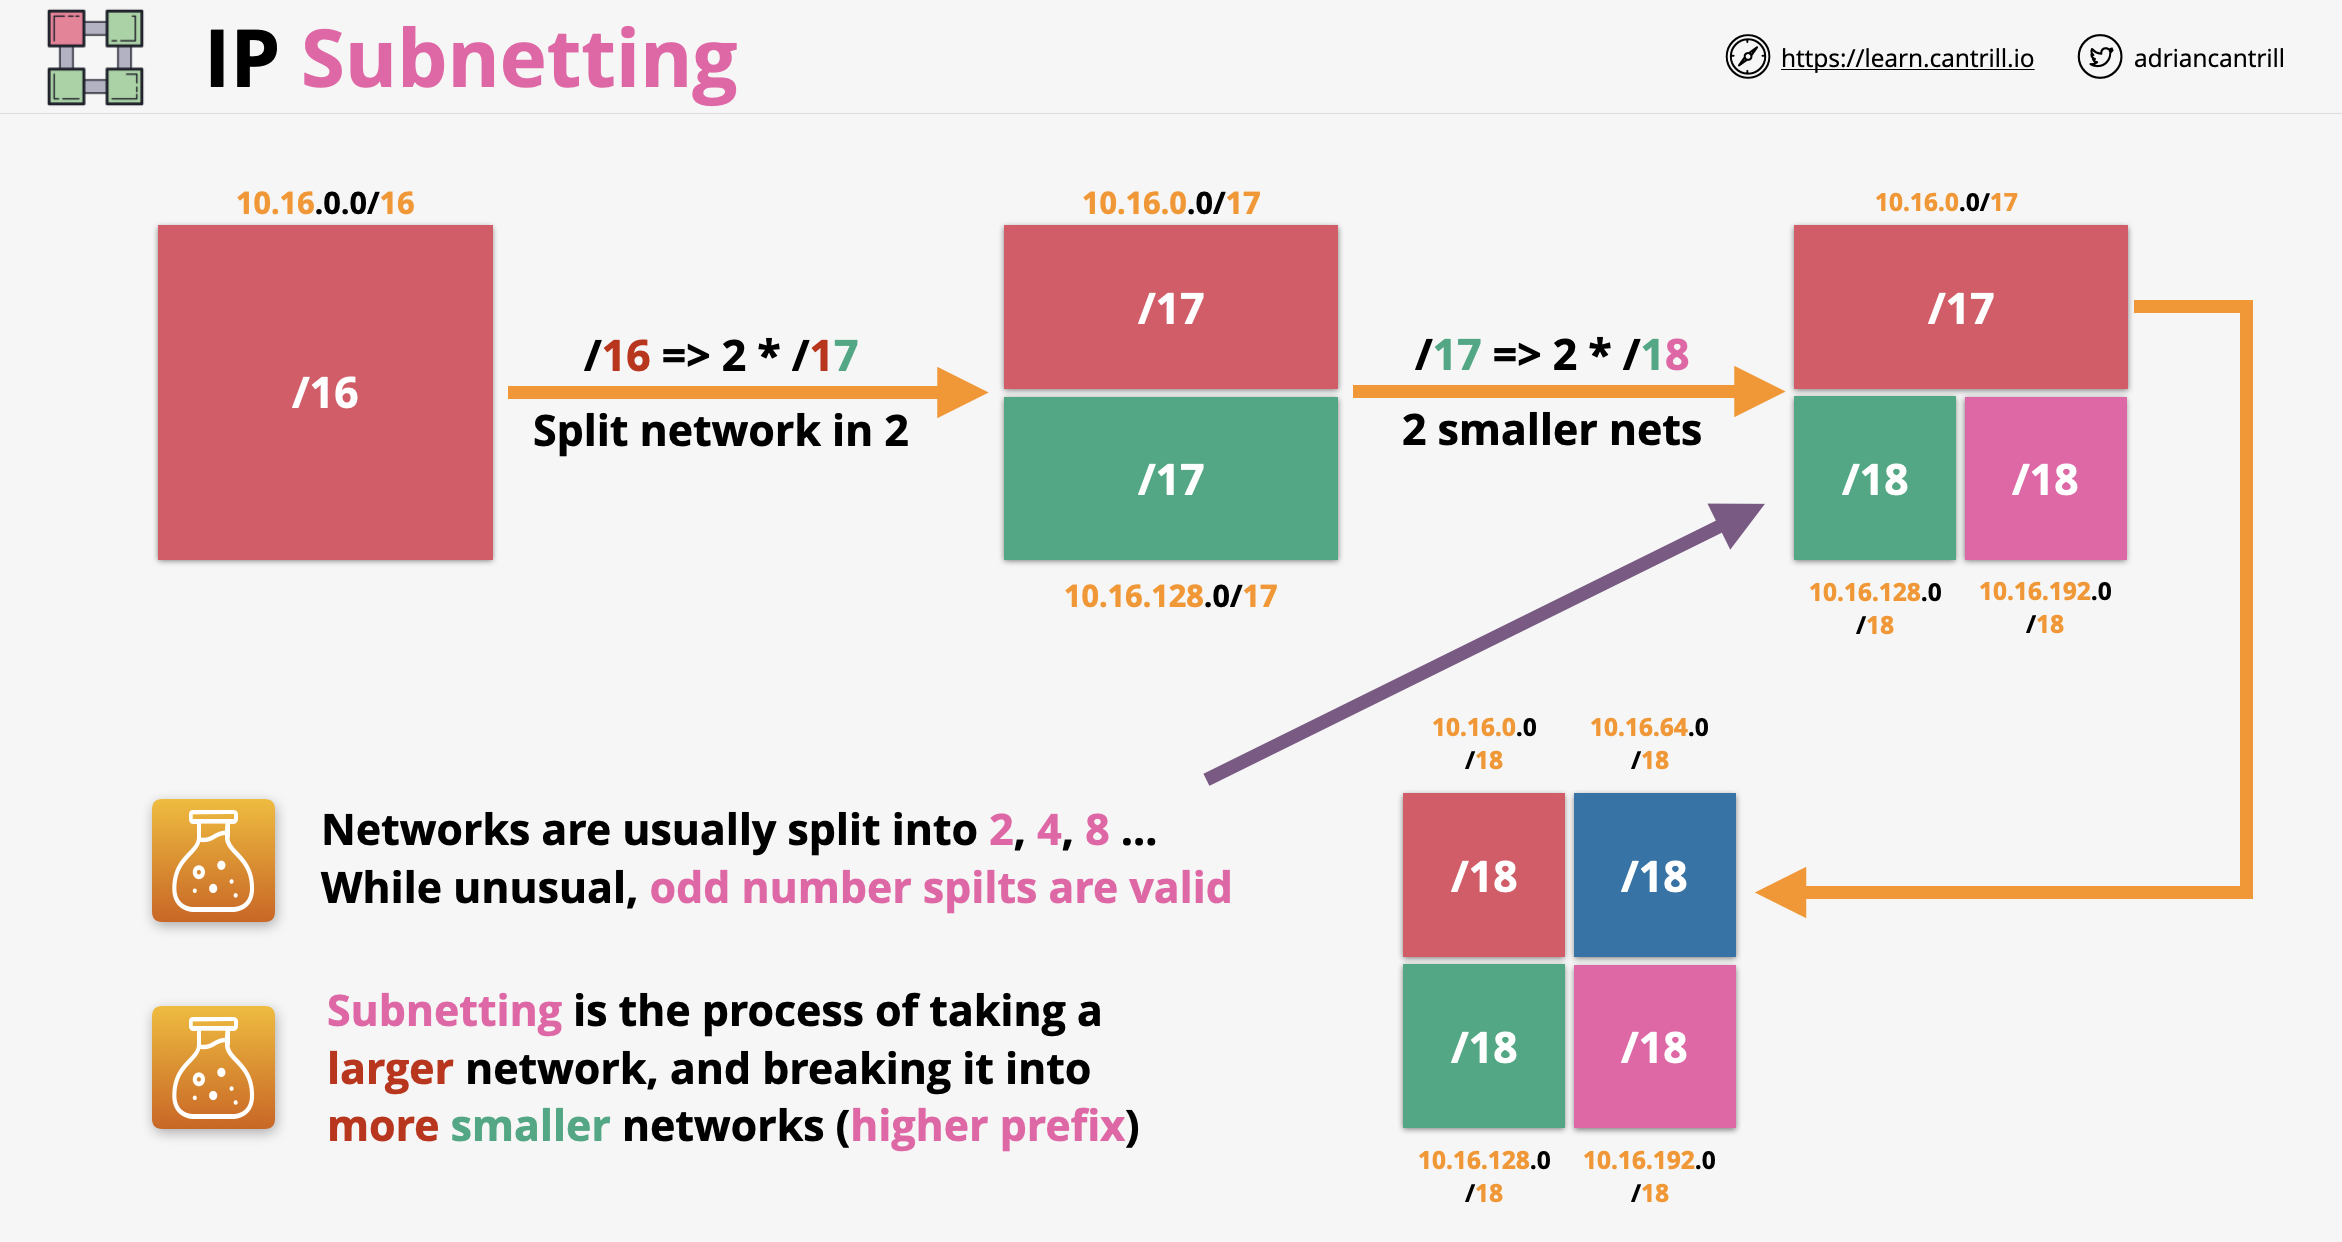 IP Subnetting
https://learn.cantrill.io
adriancantrill
10.16.0.0/16
/16
/16 => 2 * /17
Split network in 2
10.16.0.0/17
/17
/17
10.16.128.0/17
/17 => 2 * /18
2 smaller nets
10.16.0.0/17
/17
/18
/18
10.16.128.0
/18
10.16.192.0
/18
Networks are usually split into 2, 4, 8 ...
While unusual, odd number spilts are valid
Subnetting is the process of taking a
larger network, and breaking it into
more smaller networks (higher prefix)
10.16.0.0
/18
10.16.64.0
/18
/18
/18
/18
/18
10.16.128.0
/18
10.16.192.0
/18